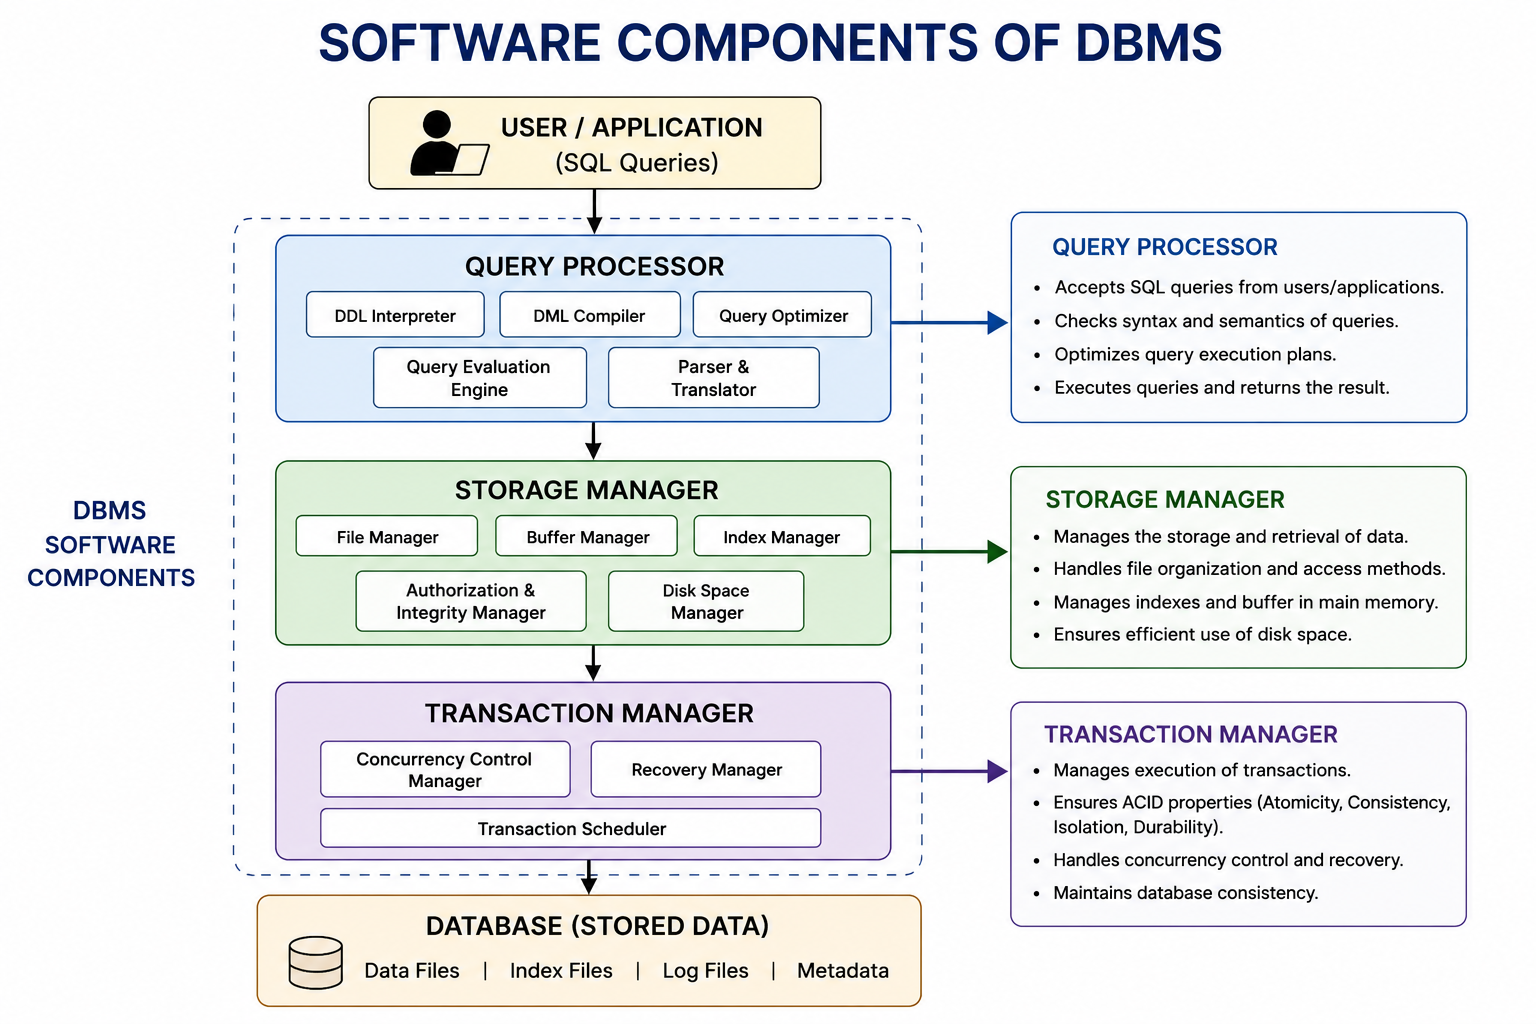 SOFTWARE COMPONENTS OF DBMS
USER / APPLICATION
(SQL Queries)
QUERY PROCESSOR
DDL Interpreter
DML Compiler
Query Optimizer
Query Evaluation
Engine
Parser &
Translator
QUERY PROCESSOR
• Accepts SQL queries from users/applications.
• Checks syntax and semantics of queries.
• Optimizes query execution plans.
• Executes queries and returns the result.
DBMS
SOFTWARE
COMPONENTS
STORAGE MANAGER
File Manager
Buffer Manager
Index Manager
Authorization &
Integrity Manager
Disk Space
Manager
STORAGE MANAGER
• Manages the storage and retrieval of data.
• Handles file organization and access methods.
• Manages indexes and buffer in main memory.
• Ensures efficient use of disk space.
TRANSACTION MANAGER
Concurrency Control
Manager
Recovery Manager
Transaction Scheduler
TRANSACTION MANAGER
• Manages execution of transactions.
• Ensures ACID properties (Atomicity, Consistency,
Isolation, Durability).
• Handles concurrency control and recovery.
• Maintains database consistency.
DATABASE (STORED DATA)
Data Files | Index Files | Log Files | Metadata